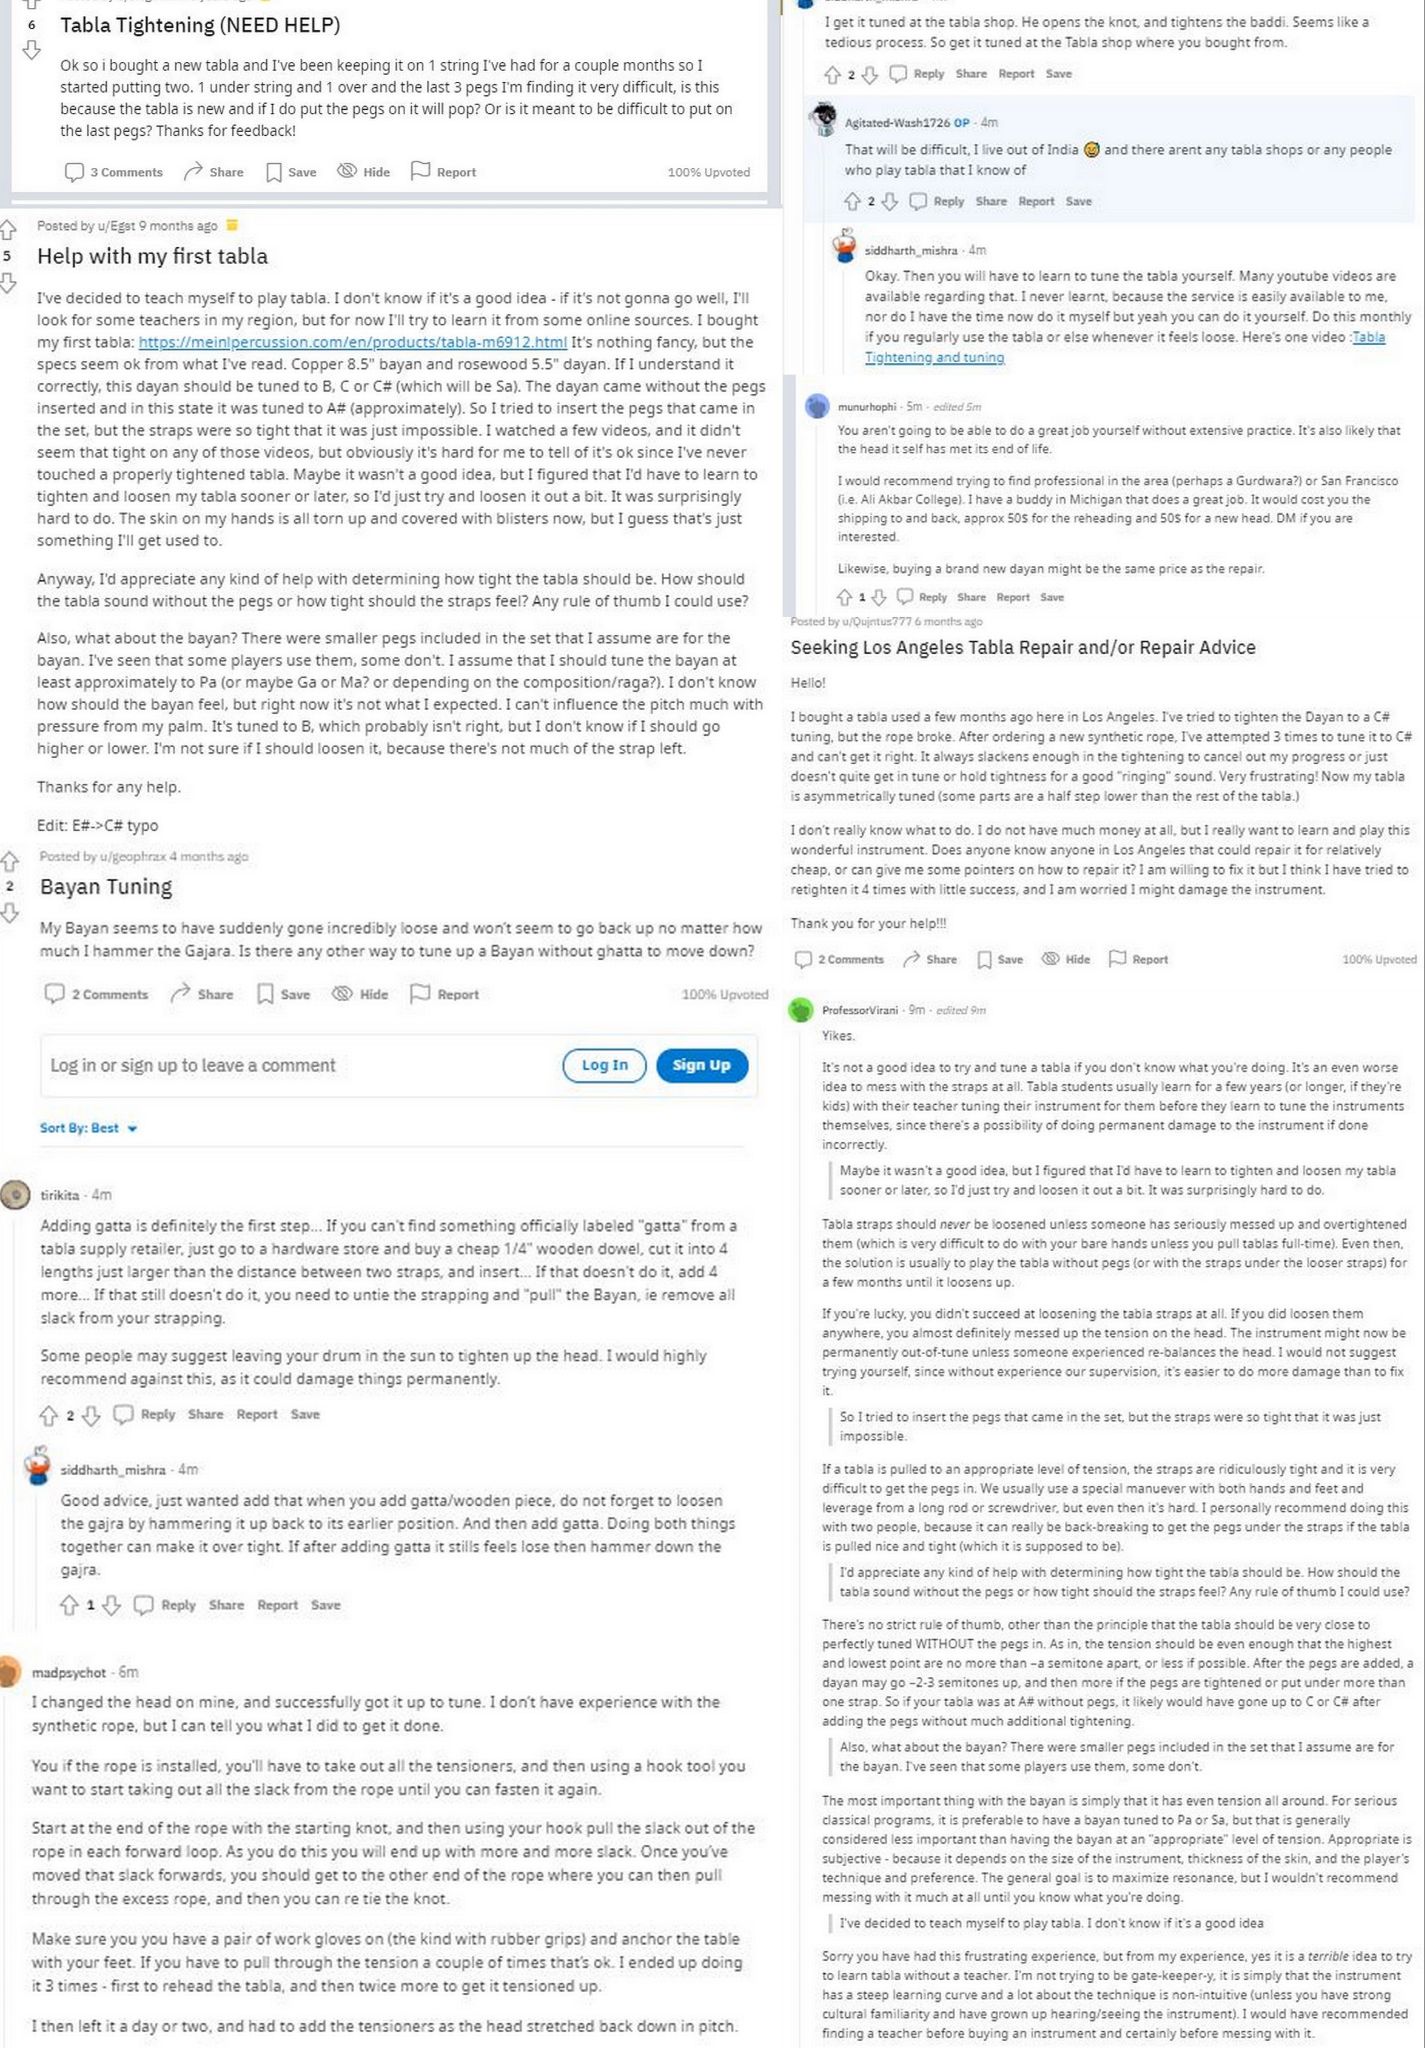 6
Tabla Tightening (NEED HELP)
Ok so i bought a new tabla and I've been keeping it on 1 string I've had for a couple months so I
started putting two. 1 under string and 1 over and the last 3 pegs I'm finding it very difficult, is this
because the tabla is new and if I do put the pegs on it will pop? Or is it meant to be difficult to put on
the last pegs? Thanks for feedback!
3 Comments Share Save Hide Report 100% Upvoted
Posted by u/Egst 9 months ago
5
Help with my first tabla
I've decided to teach myself to play tabla. I don't know if it's a good idea - if it's not gonna go well, I'll
look for some teachers in my region, but for now I'll try to learn it from some online sources. I bought
my first tabla: https://meinlpercussion.com/en/products/tabla-m6912.html It's nothing fancy, but the
specs seem ok from what I've read. Copper 8.5" bayan and rosewood 5.5" dayan. If I understand it
correctly, this dayan should be tuned to B, C or C# (which will be Sa). The dayan came without the pegs
inserted and in this state it was tuned to A# (approximately). So I tried to insert the pegs that came in
the set, but the straps were so tight that it was just impossible. I watched a few videos, and it didn't
seem that tight on any of those videos, but obviously it's hard for me to tell of it's ok since I've never
touched a properly tightened tabla. Maybe it wasn't a good idea, but I figured that I'd have to learn to
tighten and loosen my tabla sooner or later, so I'd just try and loosen it out a bit. It was surprisingly
hard to do. The skin on my hands is all torn up and covered with blisters now, but I guess that's just
something I'll get used to.
Anyway, I'd appreciate any kind of help with determining how tight the tabla should be. How should
the tabla sound without the pegs or how tight should the straps feel? Any rule of thumb I could use?
Also, what about the bayan? There were smaller pegs included in the set that I assume are for the
bayan. I've seen that some players use them, some don't. I assume that I should tune the bayan at
least approximately to Pa (or maybe Ga or Ma? or depending on the composition/raga?). I don't know
how should the bayan feel, but right now it's not what I expected. I can't influence the pitch much with
pressure from my palm. It's tuned to B, which probably isn't right, but I don't know if I should go
higher or lower. I'm not sure if I should loosen it, because there's not much of the strap left.
Thanks for any help.
Edit: E#->C# typo
Posted by u/geophrax 4 months ago
2
Bayan Tuning
My Bayan seems to have suddenly gone incredibly loose and won't seem to go back up no matter how
much I hammer the Gajara. Is there any other way to tune up a Bayan without ghatta to move down?
2 Comments Share Save Hide Report 100% Upvoted
Log in or sign up to leave a comment Log In Sign Up
Sort By: Best
tirikita · 4m
Adding gatta is definitely the first step... If you can't find something officially labeled "gatta" from a
tabla supply retailer, just go to a hardware store and buy a cheap 1/4" wooden dowel, cut it into 4
lengths just larger than the distance between two straps, and insert... If that doesn't do it, add 4
more... If that still doesn't do it, you need to untie the strapping and "pull" the Bayan, ie remove all
slack from your strapping.
Some people may suggest leaving your drum in the sun to tighten up the head. I would highly
recommend against this, as it could damage things permanently.
2 Reply Share Report Save
siddharth_mishra · 4m
Good advice, just wanted add that when you add gatta/wooden piece, do not forget to loosen
the gajra by hammering it up back to its earlier position. And then add gatta. Doing both things
together can make it over tight. If after adding gatta it stills feels lose then hammer down the
gajra.
1 Reply Share Report Save
madpsychot · 6m
I changed the head on mine, and successfully got it up to tune. I don't have experience with the
synthetic rope, but I can tell you what I did to get it done.
You if the rope is installed, you'll have to take out all the tensioners, and then using a hook tool you
want to start taking out all the slack from the rope until you can fasten it again.
Start at the end of the rope with the starting knot, and then using your hook pull the slack out of the
rope in each forward loop. As you do this you will end up with more and more slack. Once you've
moved that slack forwards, you should get to the other end of the rope where you can then pull
through the excess rope, and then you can re tie the knot.
Make sure you you have a pair of work gloves on (the kind with rubber grips) and anchor the table
with your feet. If you have to pull through the tension a couple of times that's ok. I ended up doing
it 3 times - first to rehead the tabla, and then twice more to get it tensioned up.
I then left it a day or two, and had to add the tensioners as the head stretched back down in pitch.
I get it tuned at the tabla shop. He opens the knot, and tightens the baddi. Seems like a
tedious process. So get it tuned at the Tabla shop where you bought from.
2 Reply Share Report Save
Agitated-Wash1726 OP · 4m
That will be difficult, I live out of India 😅 and there arent any tabla shops or any people
who play tabla that I know of
2 Reply Share Report Save
siddharth_mishra · 4m
Okay. Then you will have to learn to tune the tabla yourself. Many youtube videos are
available regarding that. I never learnt, because the service is easily available to me,
nor do I have the time now do it myself but yeah you can do it yourself. Do this monthly
if you regularly use the tabla or else whenever it feels loose. Here's one video :Tabla
Tightening and tuning
munurhophi · 5m · edited 5m
You aren't going to be able to do a great job yourself without extensive practice. It's also likely that
the head it self has met its end of life.
I would recommend trying to find professional in the area (perhaps a Gurdwara?) or San Francisco
(i.e. Ali Akbar College). I have a buddy in Michigan that does a great job. It would cost you the
shipping to and back, approx 50$ for the reheading and 50$ for a new head. DM if you are
interested.
Likewise, buying a brand new dayan might be the same price as the repair.
1 Reply Share Report Save
Posted by u/Qujntus777 6 months ago
Seeking Los Angeles Tabla Repair and/or Repair Advice
Hello!
I bought a tabla used a few months ago here in Los Angeles. I've tried to tighten the Dayan to a C#
tuning, but the rope broke. After ordering a new synthetic rope, I've attempted 3 times to tune it to C#
and can't get it right. It always slackens enough in the tightening to cancel out my progress or just
doesn't quite get in tune or hold tightness for a good "ringing" sound. Very frustrating! Now my tabla
is asymmetrically tuned (some parts are a half step lower than the rest of the tabla.)
I don't really know what to do. I do not have much money at all, but I really want to learn and play this
wonderful instrument. Does anyone know anyone in Los Angeles that could repair it for relatively
cheap, or can give me some pointers on how to repair it? I am willing to fix it but I think I have tried to
retighten it 4 times with little success, and I am worried I might damage the instrument.
Thank you for your help!!!
2 Comments Share Save Hide Report 100% Upvoted
ProfessorVirani · 9m · edited 9m
Yikes.
It's not a good idea to try and tune a tabla if you don't know what you're doing. It's an even worse
idea to mess with the straps at all. Tabla students usually learn for a few years (or longer, if they're
kids) with their teacher tuning their instrument for them before they learn to tune the instruments
themselves, since there's a possibility of doing permanent damage to the instrument if done
incorrectly.
Maybe it wasn't a good idea, but I figured that I'd have to learn to tighten and loosen my tabla
sooner or later, so I'd just try and loosen it out a bit. It was surprisingly hard to do.
Tabla straps should never be loosened unless someone has seriously messed up and overtightened
them (which is very difficult to do with your bare hands unless you pull tablas full-time). Even then,
the solution is usually to play the tabla without pegs (or with the straps under the looser straps) for
a few months until it loosens up.
If you're lucky, you didn't succeed at loosening the tabla straps at all. If you did loosen them
anywhere, you almost definitely messed up the tension on the head. The instrument might now be
permanently out-of-tune unless someone experienced re-balances the head. I would not suggest
trying yourself, since without experience our supervision, it's easier to do more damage than to fix
it.
So I tried to insert the pegs that came in the set, but the straps were so tight that it was just
impossible.
If a tabla is pulled to an appropriate level of tension, the straps are ridiculously tight and it is very
difficult to get the pegs in. We usually use a special manuever with both hands and feet and
leverage from a long rod or screwdriver, but even then it's hard. I personally recommend doing this
with two people, because it can really be back-breaking to get the pegs under the straps if the tabla
is pulled nice and tight (which it is supposed to be).
I'd appreciate any kind of help with determining how tight the tabla should be. How should the
tabla sound without the pegs or how tight should the straps feel? Any rule of thumb I could use?
There's no strict rule of thumb, other than the principle that the tabla should be very close to
perfectly tuned WITHOUT the pegs in. As in, the tension should be even enough that the highest
and lowest point are no more than ~a semitone apart, or less if possible. After the pegs are added, a
dayan may go ~2-3 semitones up, and then more if the pegs are tightened or put under more than
one strap. So if your tabla was at A# without pegs, it likely would have gone up to C or C# after
adding the pegs without much additional tightening.
Also, what about the bayan? There were smaller pegs included in the set that I assume are for
the bayan. I've seen that some players use them, some don't.
The most important thing with the bayan is simply that it has even tension all around. For serious
classical programs, it is preferable to have a bayan tuned to Pa or Sa, but that is generally
considered less important than having the bayan at an "appropriate" level of tension. Appropriate is
subjective - because it depends on the size of the instrument, thickness of the skin, and the player's
technique and preference. The general goal is to maximize resonance, but I wouldn't recommend
messing with it much at all until you know what you're doing.
I've decided to teach myself to play tabla. I don't know if it's a good idea
Sorry you have had this frustrating experience, but from my experience, yes it is a terrible idea to try
to learn tabla without a teacher. I'm not trying to be gate-keeper-y, it is simply that the instrument
has a steep learning curve and a lot about the technique is non-intuitive (unless you have strong
cultural familiarity and have grown up hearing/seeing the instrument). I would have recommended
finding a teacher before buying an instrument and certainly before messing with it.